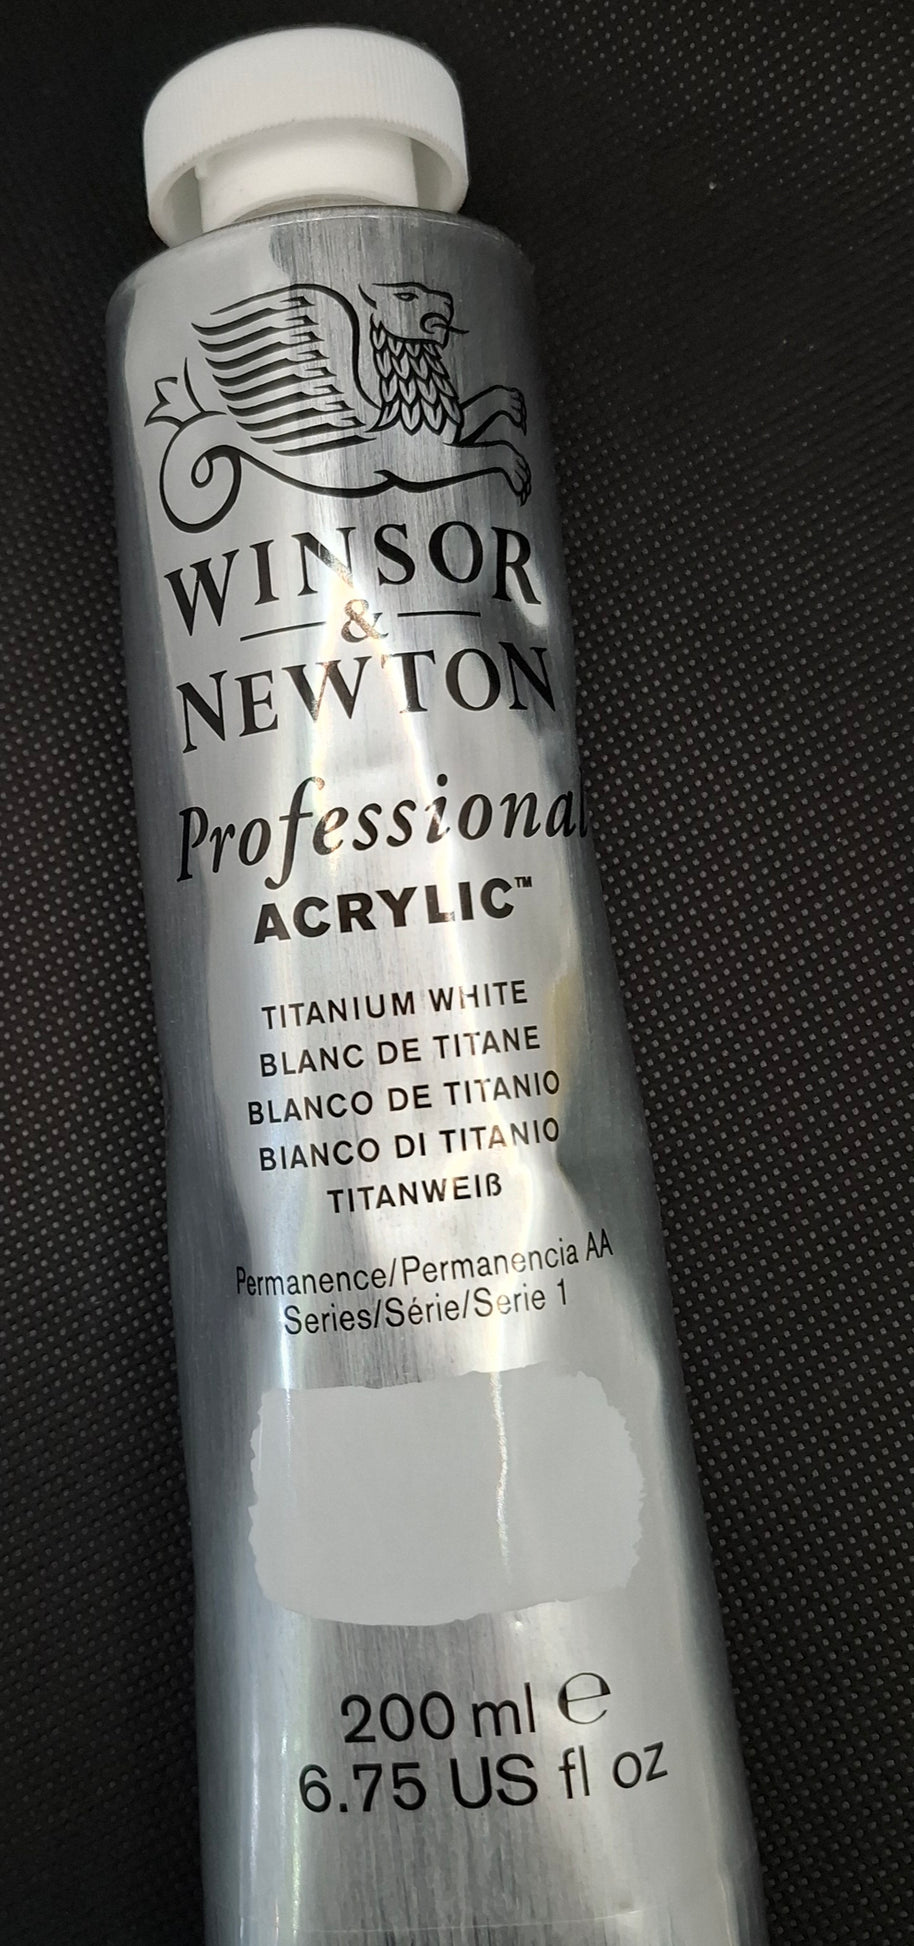 WINSOR
&
NEWTON
Professional
ACRYLIC™
TITANIUM WHITE
BLANC DE TITANE
BLANCO DE TITANIO
BIANCO DI TITANIO
TITANWEIß
Permanence/Permanencia AA
Series/Série/Serie 1
200 ml ℮
6.75 US fl oz